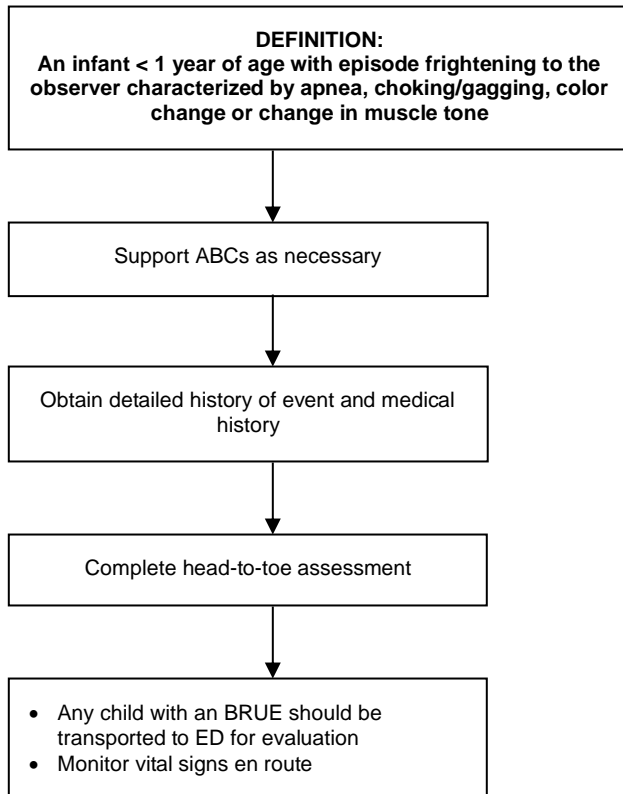 DEFINITION:
An infant < 1 year of age with episode frightening to the
observer characterized by apnea, choking/gagging, color
change or change in muscle tone
Support ABCs as necessary
Obtain detailed history of event and medical
history
Complete head-to-toe assessment
• Any child with an BRUE should be
transported to ED for evaluation
• Monitor vital signs en route